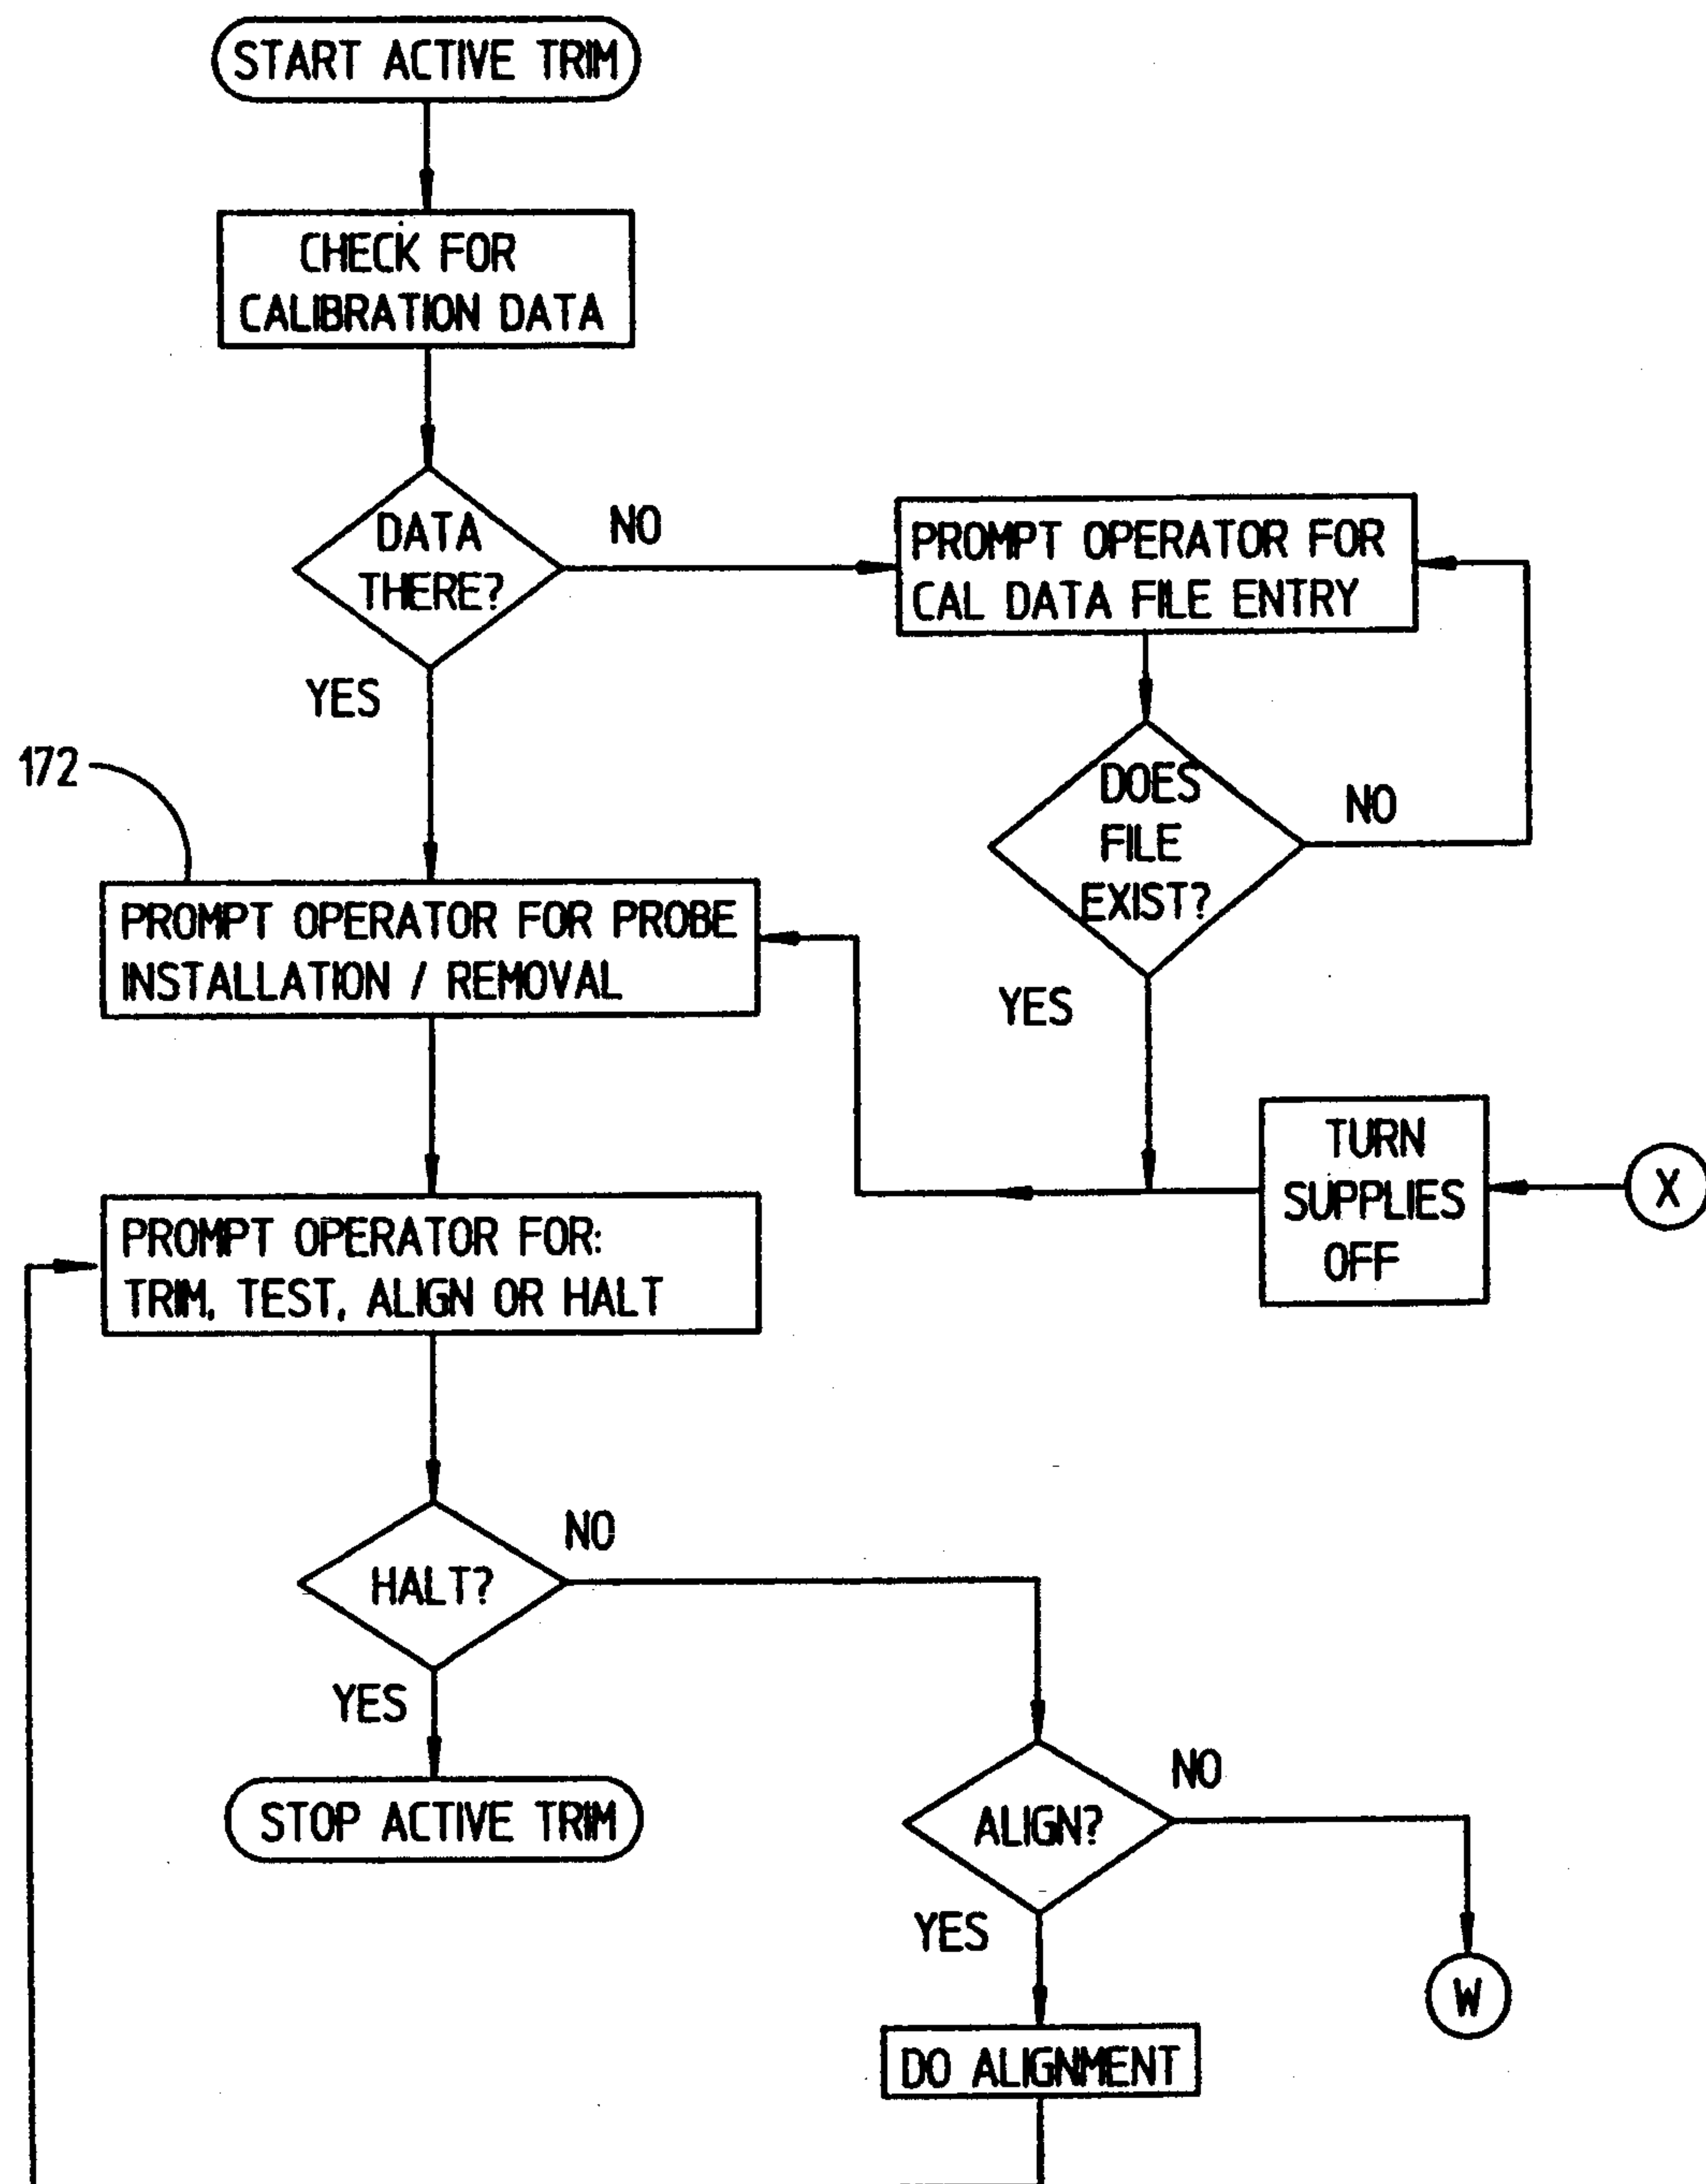 START ACTIVE TRIM
CHECK FOR
CALIBRATION DATA
DATA
THERE?
NO
YES
PROMPT OPERATOR FOR
CAL DATA FILE ENTRY
DOES
FILE
EXIST?
NO
YES
172
PROMPT OPERATOR FOR PROBE
INSTALLATION / REMOVAL
TURN
SUPPLIES
OFF
X
PROMPT OPERATOR FOR:
TRIM, TEST, ALIGN OR HALT
HALT?
NO
YES
STOP ACTIVE TRIM
ALIGN?
NO
YES
W
DO ALIGNMENT